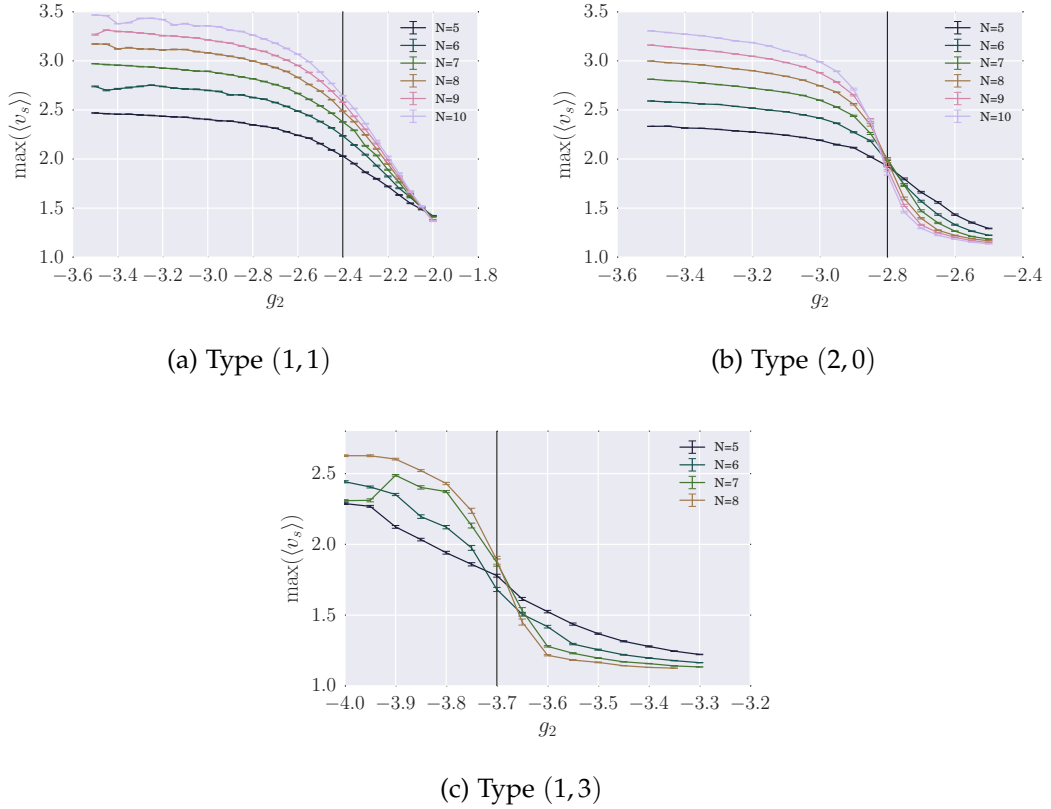 3.5
3.0
2.5
2.0
1.5
1.0
max(⟨v_s⟩)
−3.6 −3.4 −3.2 −3.0 −2.8 −2.6 −2.4 −2.2 −2.0 −1.8
g_2
N=5
N=6
N=7
N=8
N=9
N=10
(a) Type (1, 1)
3.5
3.0
2.5
2.0
1.5
1.0
max(⟨v_s⟩)
−3.6 −3.4 −3.2 −3.0 −2.8 −2.6 −2.4
g_2
N=5
N=6
N=7
N=8
N=9
N=10
(b) Type (2, 0)
2.5
2.0
1.5
1.0
max(⟨v_s⟩)
−4.0 −3.9 −3.8 −3.7 −3.6 −3.5 −3.4 −3.3 −3.2
g_2
N=5
N=6
N=7
N=8
(c) Type (1, 3)